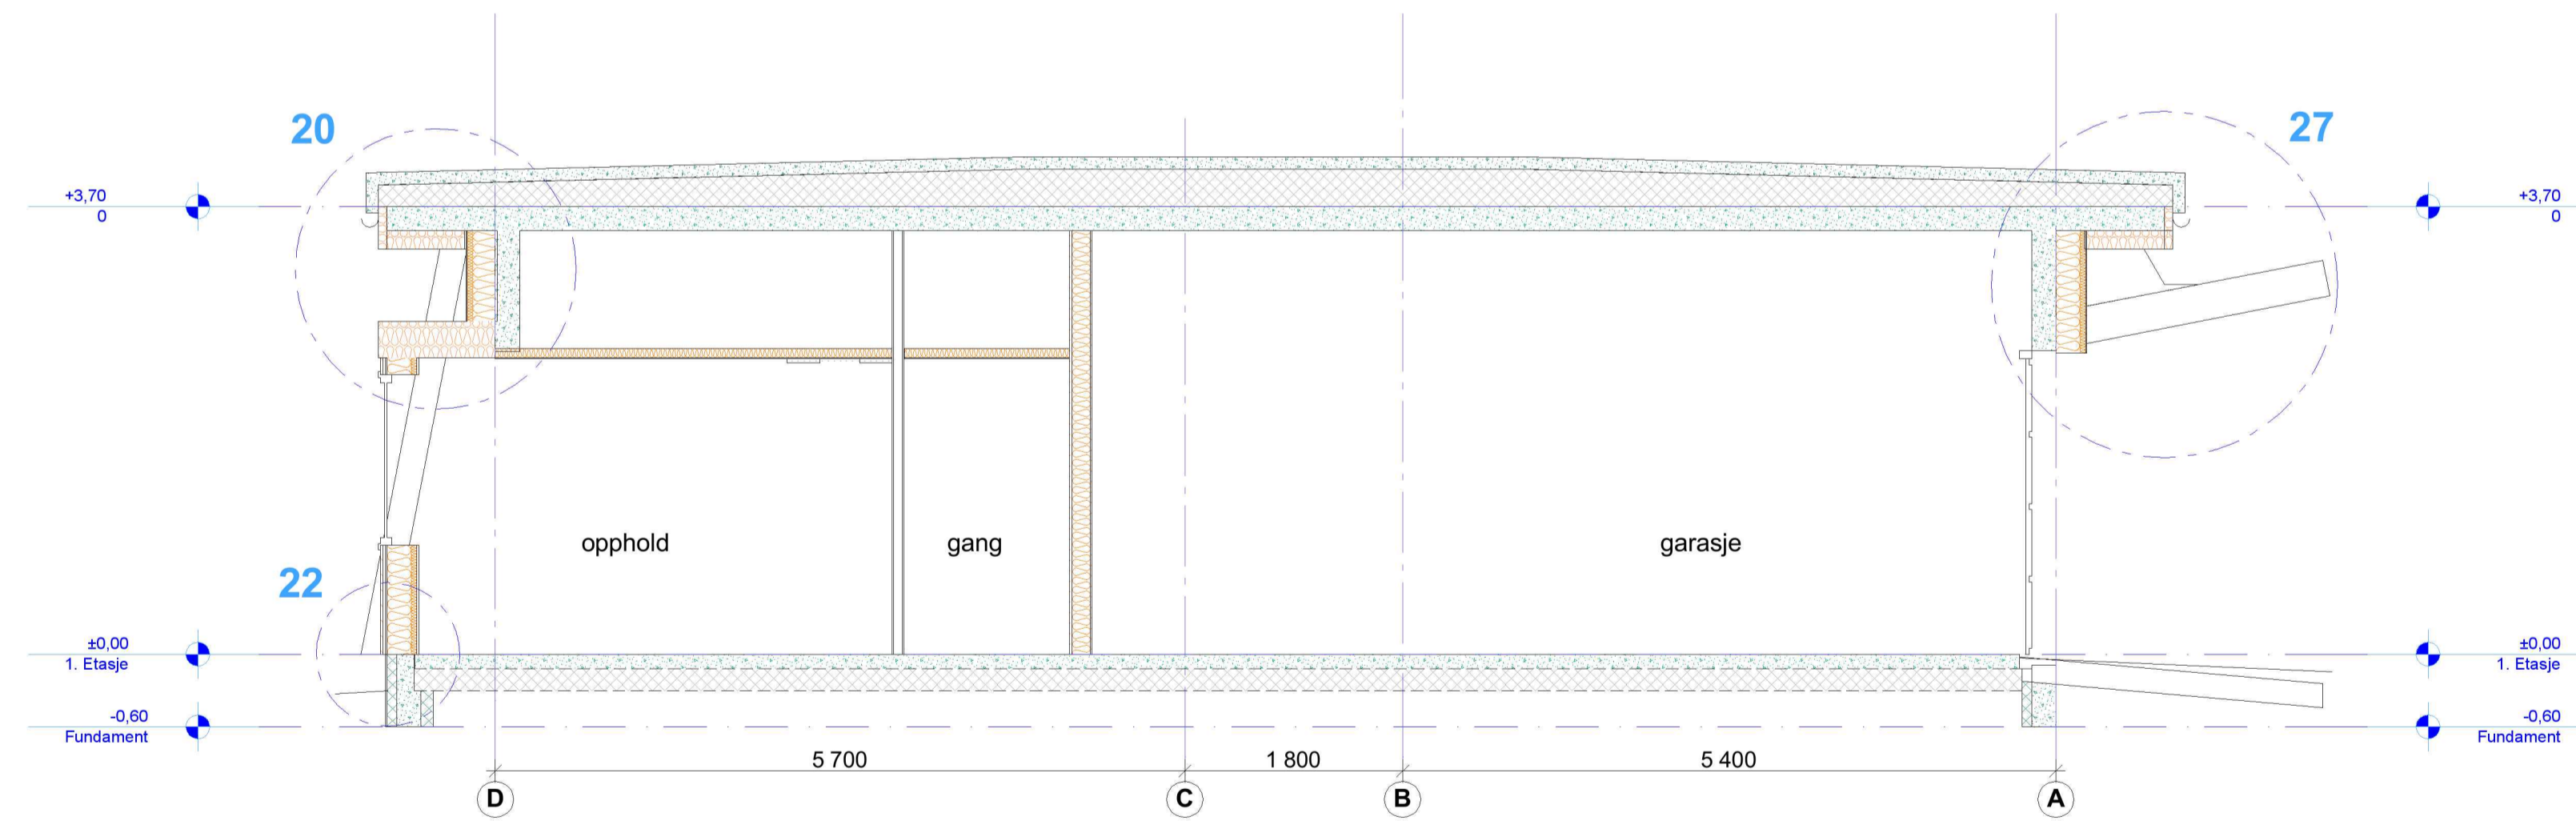 20
27
+3,70
0
+3,70
0
opphold
gang
garasje
22
±0,00
1. Etasje
±0,00
1. Etasje
-0,60
Fundament
-0,60
Fundament
5 700
1 800
5 400
D
C
B
A